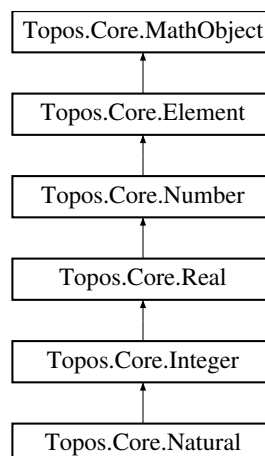 Topos.Core.MathObject
Topos.Core.Element
Topos.Core.Number
Topos.Core.Real
Topos.Core.Integer
Topos.Core.Natural